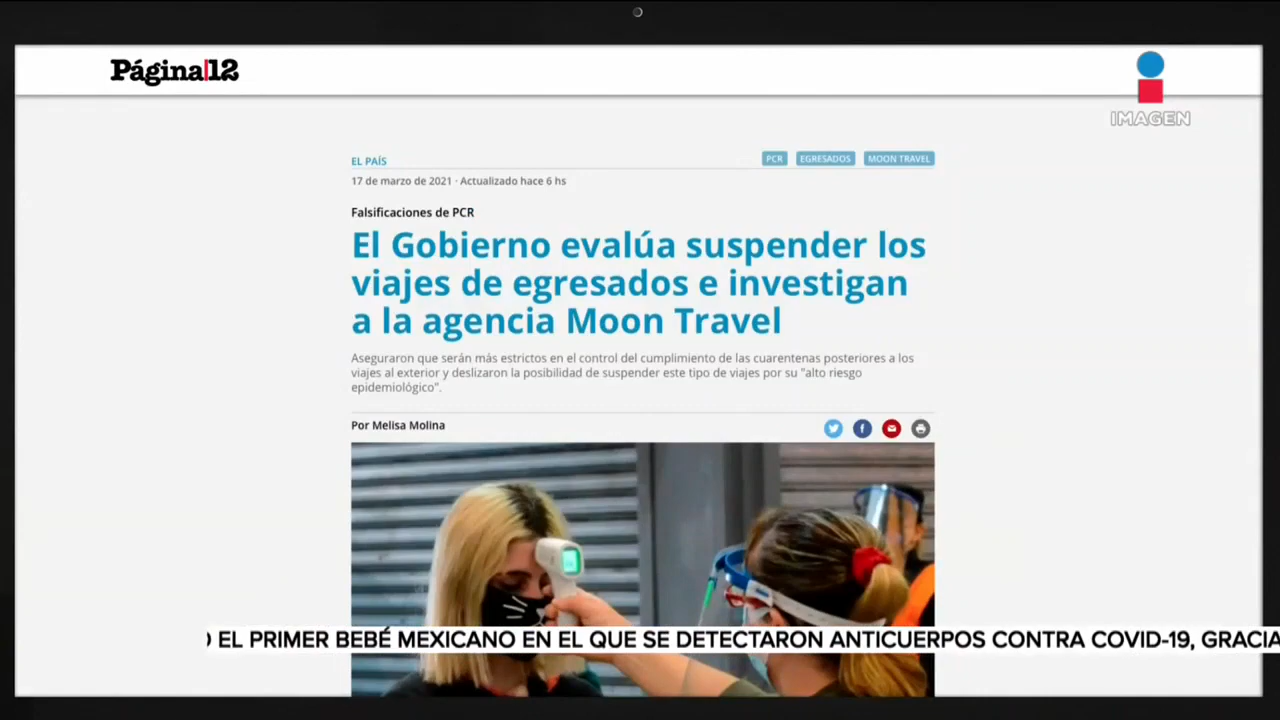 Página|12
IMAGEN
EL PAÍS
PCR
EGRESADOS
MOON TRAVEL
17 de marzo de 2021 · Actualizado hace 6 hs
Falsificaciones de PCR
El Gobierno evalúa suspender los
viajes de egresados e investigan
a la agencia Moon Travel
Aseguraron que serán más estrictos en el control del cumplimiento de las cuarentenas posteriores a los
viajes al exterior y deslizaron la posibilidad de suspender este tipo de viajes por su "alto riesgo
epidemiológico".
Por Melisa Molina
EL PRIMER BEBÉ MEXICANO EN EL QUE SE DETECTARON ANTICUERPOS CONTRA COVID-19, GRACIA